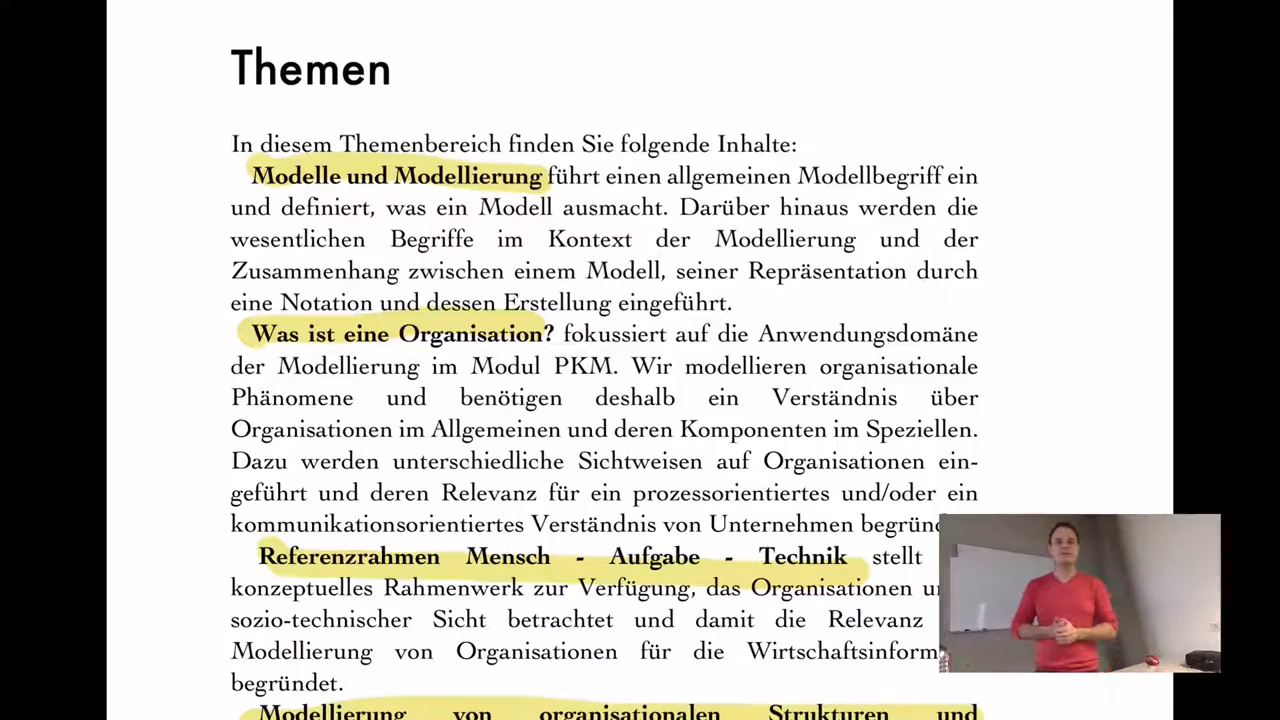 Themen
In diesem Themenbereich finden Sie folgende Inhalte:
Modelle und Modellierung führt einen allgemeinen Modellbegriff ein
und definiert, was ein Modell ausmacht. Darüber hinaus werden die
wesentlichen Begriffe im Kontext der Modellierung und der
Zusammenhang zwischen einem Modell, seiner Repräsentation durch
eine Notation und dessen Erstellung eingeführt.
Was ist eine Organisation? fokussiert auf die Anwendungsdomäne
der Modellierung im Modul PKM. Wir modellieren organisationale
Phänomene und benötigen deshalb ein Verständnis über
Organisationen im Allgemeinen und deren Komponenten im Speziellen.
Dazu werden unterschiedliche Sichtweisen auf Organisationen ein-
geführt und deren Relevanz für ein prozessorientiertes und/oder ein
kommunikationsorientiertes Verständnis von Unternehmen
Referenzrahmen Mensch - Aufgabe - Technik stellt
konzeptuelles Rahmenwerk zur Verfügung, das Organisationen
sozio-technischer Sicht betrachtet und damit die Relevanz
Modellierung von Organisationen für die
begründet.
Modellierung von organisationalen Strukturen und